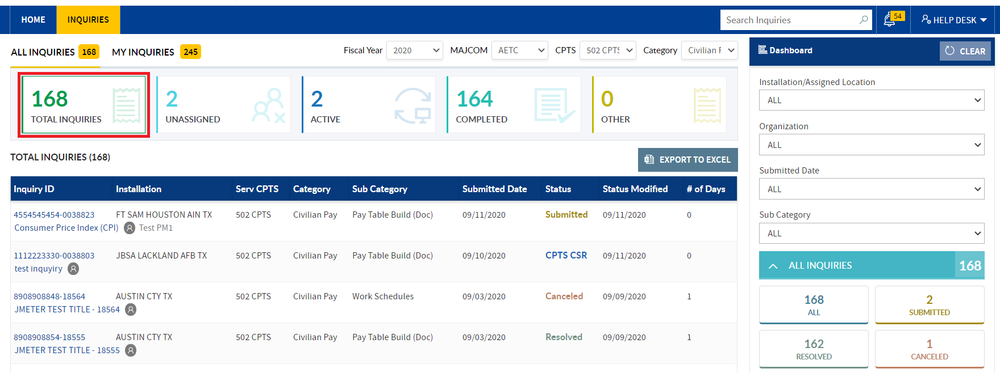 HOME INQUIRIES Search Inquiries 54 HELP DESK
ALL INQUIRIES 168 MY INQUIRIES 245 Fiscal Year 2020 MAJCOM AETC CPTS 502 CPTS Category Civilian
168
TOTAL INQUIRIES
2
UNASSIGNED
2
ACTIVE
164
COMPLETED
0
OTHER
TOTAL INQUIRIES (168) EXPORT TO EXCEL
Inquiry ID Installation Serv CPTS Category Sub Category Submitted Date Status Status Modified # of Days
4554545454-0038823 FT SAM HOUSTON AIN TX 502 CPTS Civilian Pay Pay Table Build (Doc) 09/11/2020 Submitted 09/11/2020 0
Consumer Price Index (CPI) Test PM1
1112223330-0038803 JBSA LACKLAND AFB TX 502 CPTS Civilian Pay Pay Table Build (Doc) 09/10/2020 CPTS CSR 09/11/2020 0
test inquyiry
8908908848-18564 AUSTIN CTY TX 502 CPTS Civilian Pay Work Schedules 09/03/2020 Canceled 09/09/2020 1
JMETER TEST TITLE - 18564
8908908854-18555 AUSTIN CTY TX 502 CPTS Civilian Pay Pay Table Build (Doc) 09/03/2020 Resolved 09/09/2020 1
JMETER TEST TITLE - 18555
Dashboard CLEAR
Installation/Assigned Location
ALL
Organization
ALL
Submitted Date
ALL
Sub Category
ALL
ALL INQUIRIES 168
168
ALL
2
SUBMITTED
162
RESOLVED
1
CANCELED